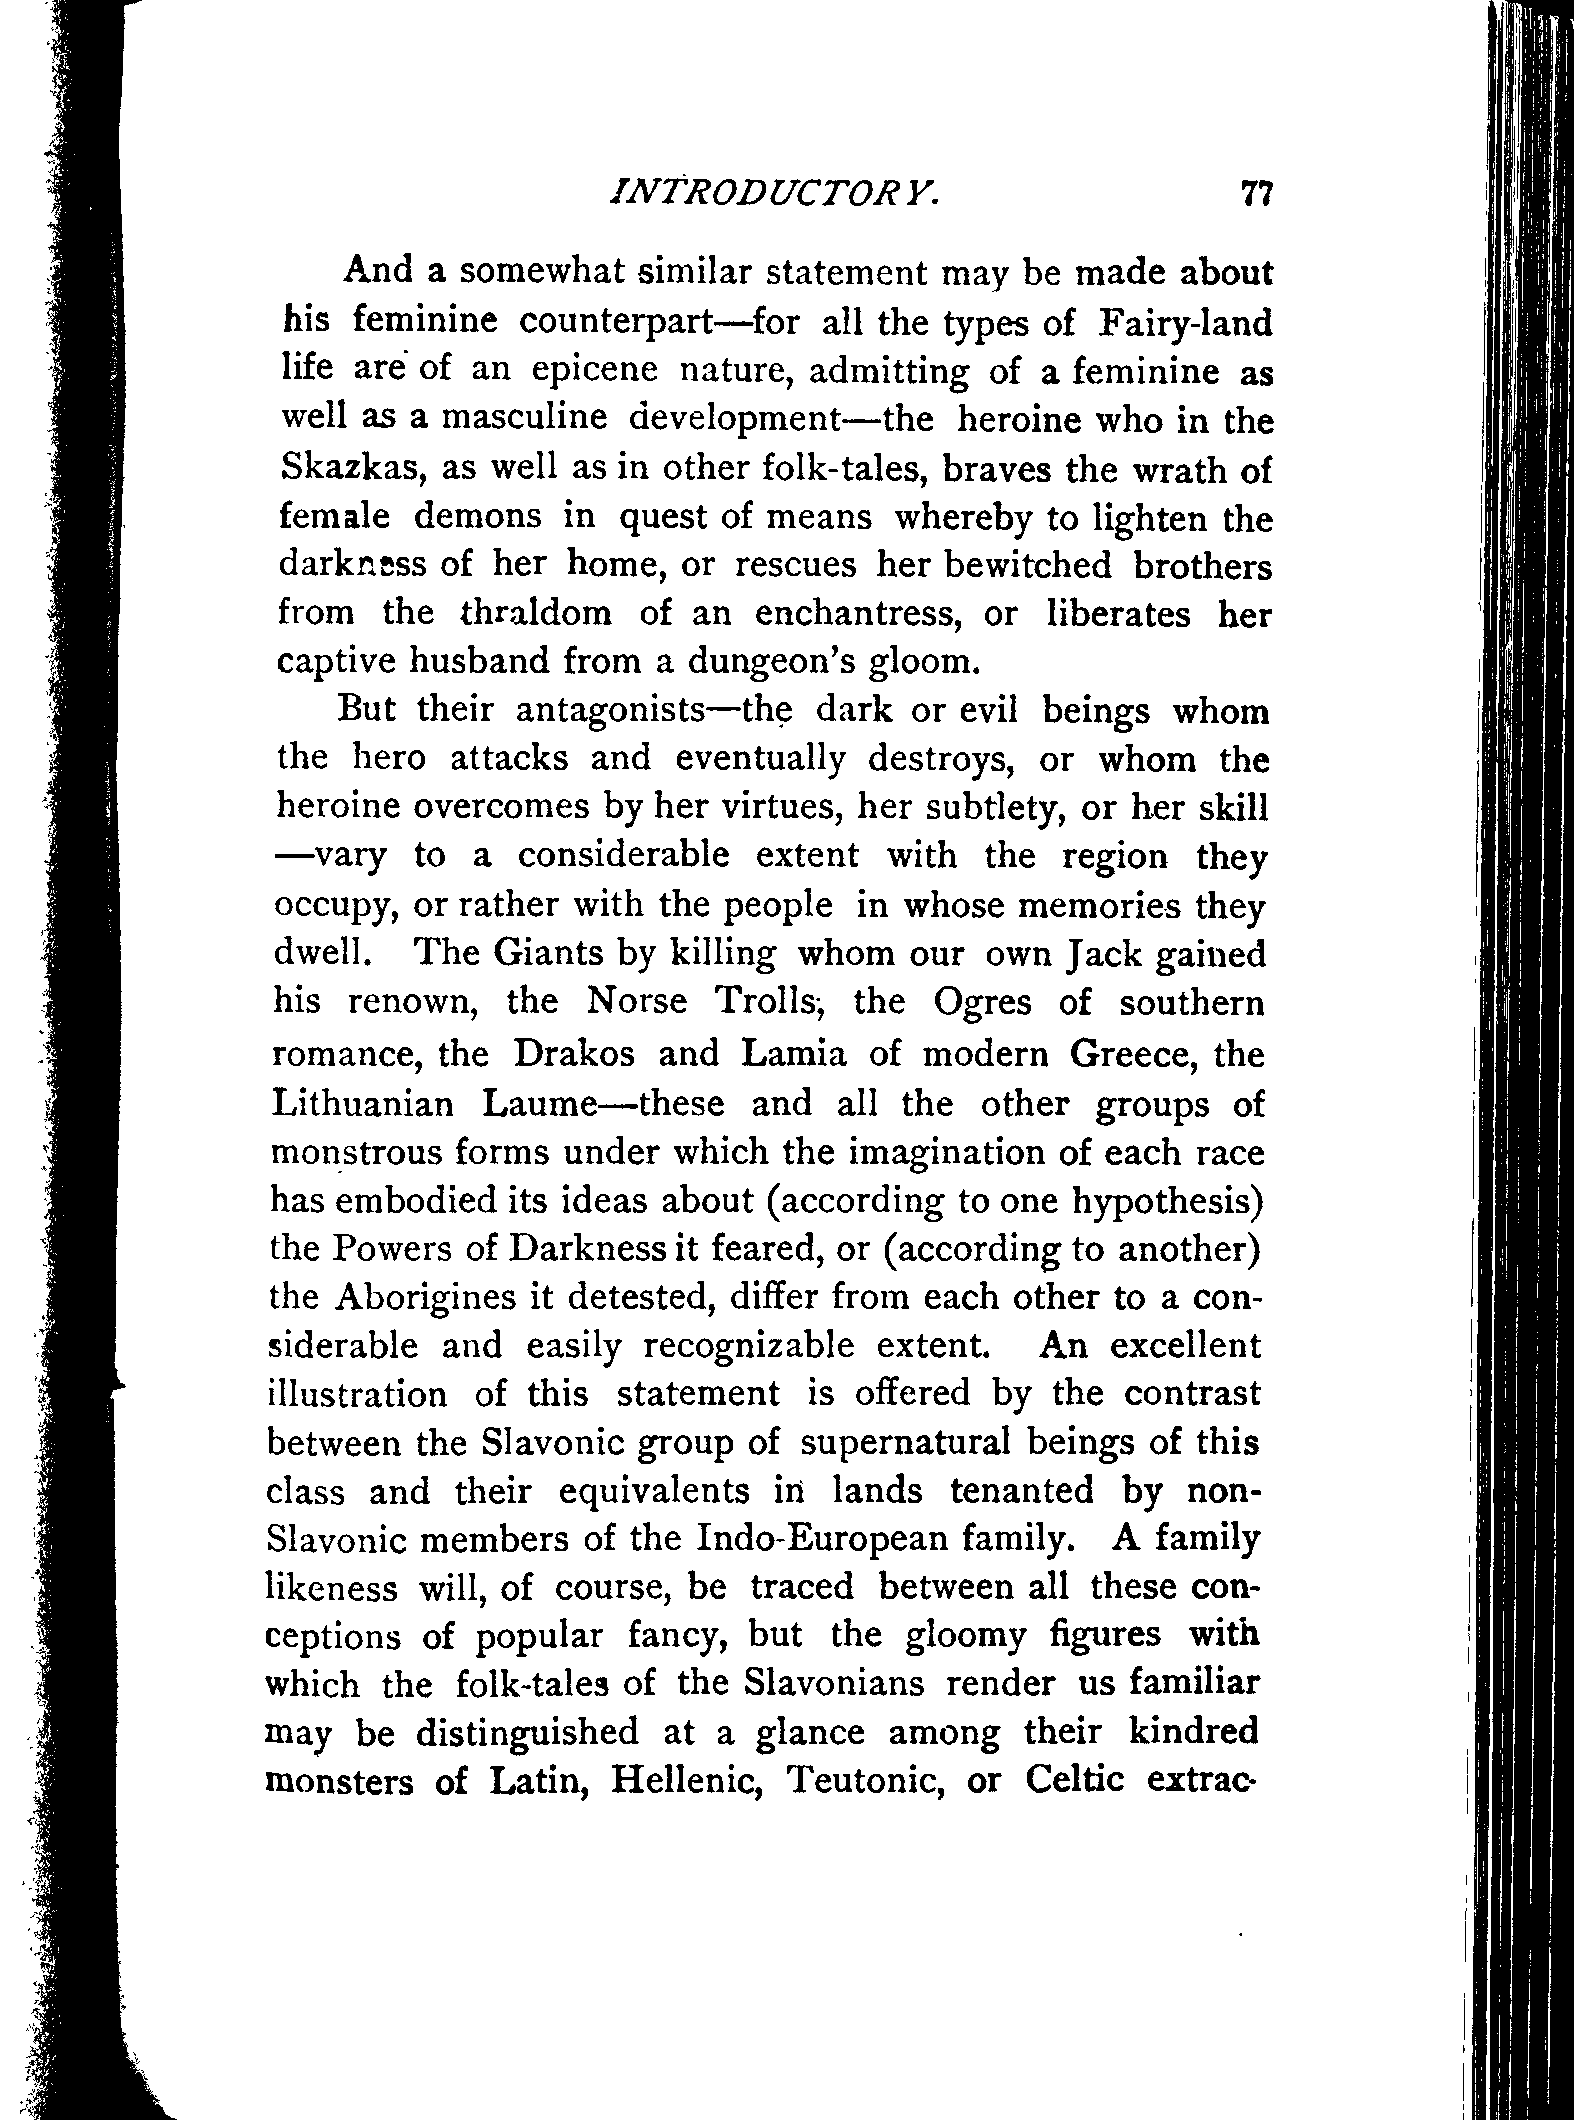 INTRODUCTORY. 77
And a somewhat similar statement may be made about
his feminine counterpart—for all the types of Fairy-land
life are of an epicene nature, admitting of a feminine as
well as a masculine development—the heroine who in the
Skazkas, as well as in other folk-tales, braves the wrath of
female demons in quest of means whereby to lighten the
darkness of her home, or rescues her bewitched brothers
from the thraldom of an enchantress, or liberates her
captive husband from a dungeon's gloom.
But their antagonists—the dark or evil beings whom
the hero attacks and eventually destroys, or whom the
heroine overcomes by her virtues, her subtlety, or her skill
—vary to a considerable extent with the region they
occupy, or rather with the people in whose memories they
dwell. The Giants by killing whom our own Jack gained
his renown, the Norse Trolls, the Ogres of southern
romance, the Drakos and Lamia of modern Greece, the
Lithuanian Laume—these and all the other groups of
monstrous forms under which the imagination of each race
has embodied its ideas about (according to one hypothesis)
the Powers of Darkness it feared, or (according to another)
the Aborigines it detested, differ from each other to a con-
siderable and easily recognizable extent. An excellent
illustration of this statement is offered by the contrast
between the Slavonic group of supernatural beings of this
class and their equivalents in lands tenanted by non-
Slavonic members of the Indo-European family. A family
likeness will, of course, be traced between all these con-
ceptions of popular fancy, but the gloomy figures with
which the folk-tales of the Slavonians render us familiar
may be distinguished at a glance among their kindred
monsters of Latin, Hellenic, Teutonic, or Celtic extrac-